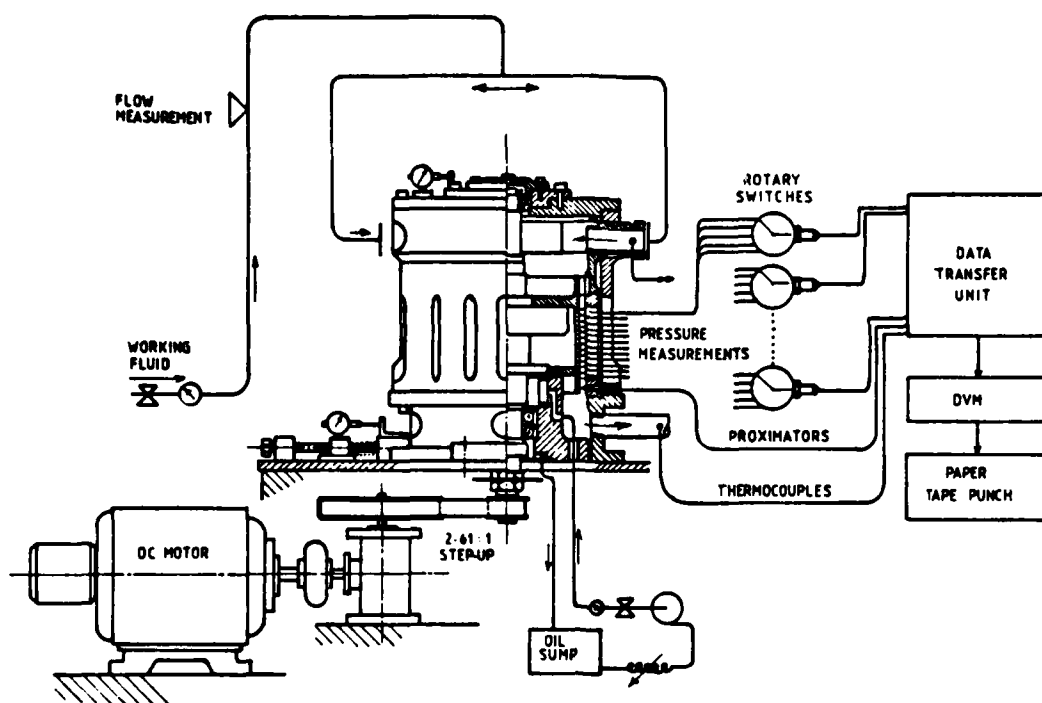 FLOW
MEASUREMENT
ROTARY
SWITCHES
DATA
TRANSFER
UNIT
WORKING
FLUID
PRESSURE
MEASUREMENTS
DVM
PROXIMATORS
PAPER
TAPE PUNCH
THERMOCOUPLES
DC MOTOR
2·61:1
STEP-UP
OIL
SUMP